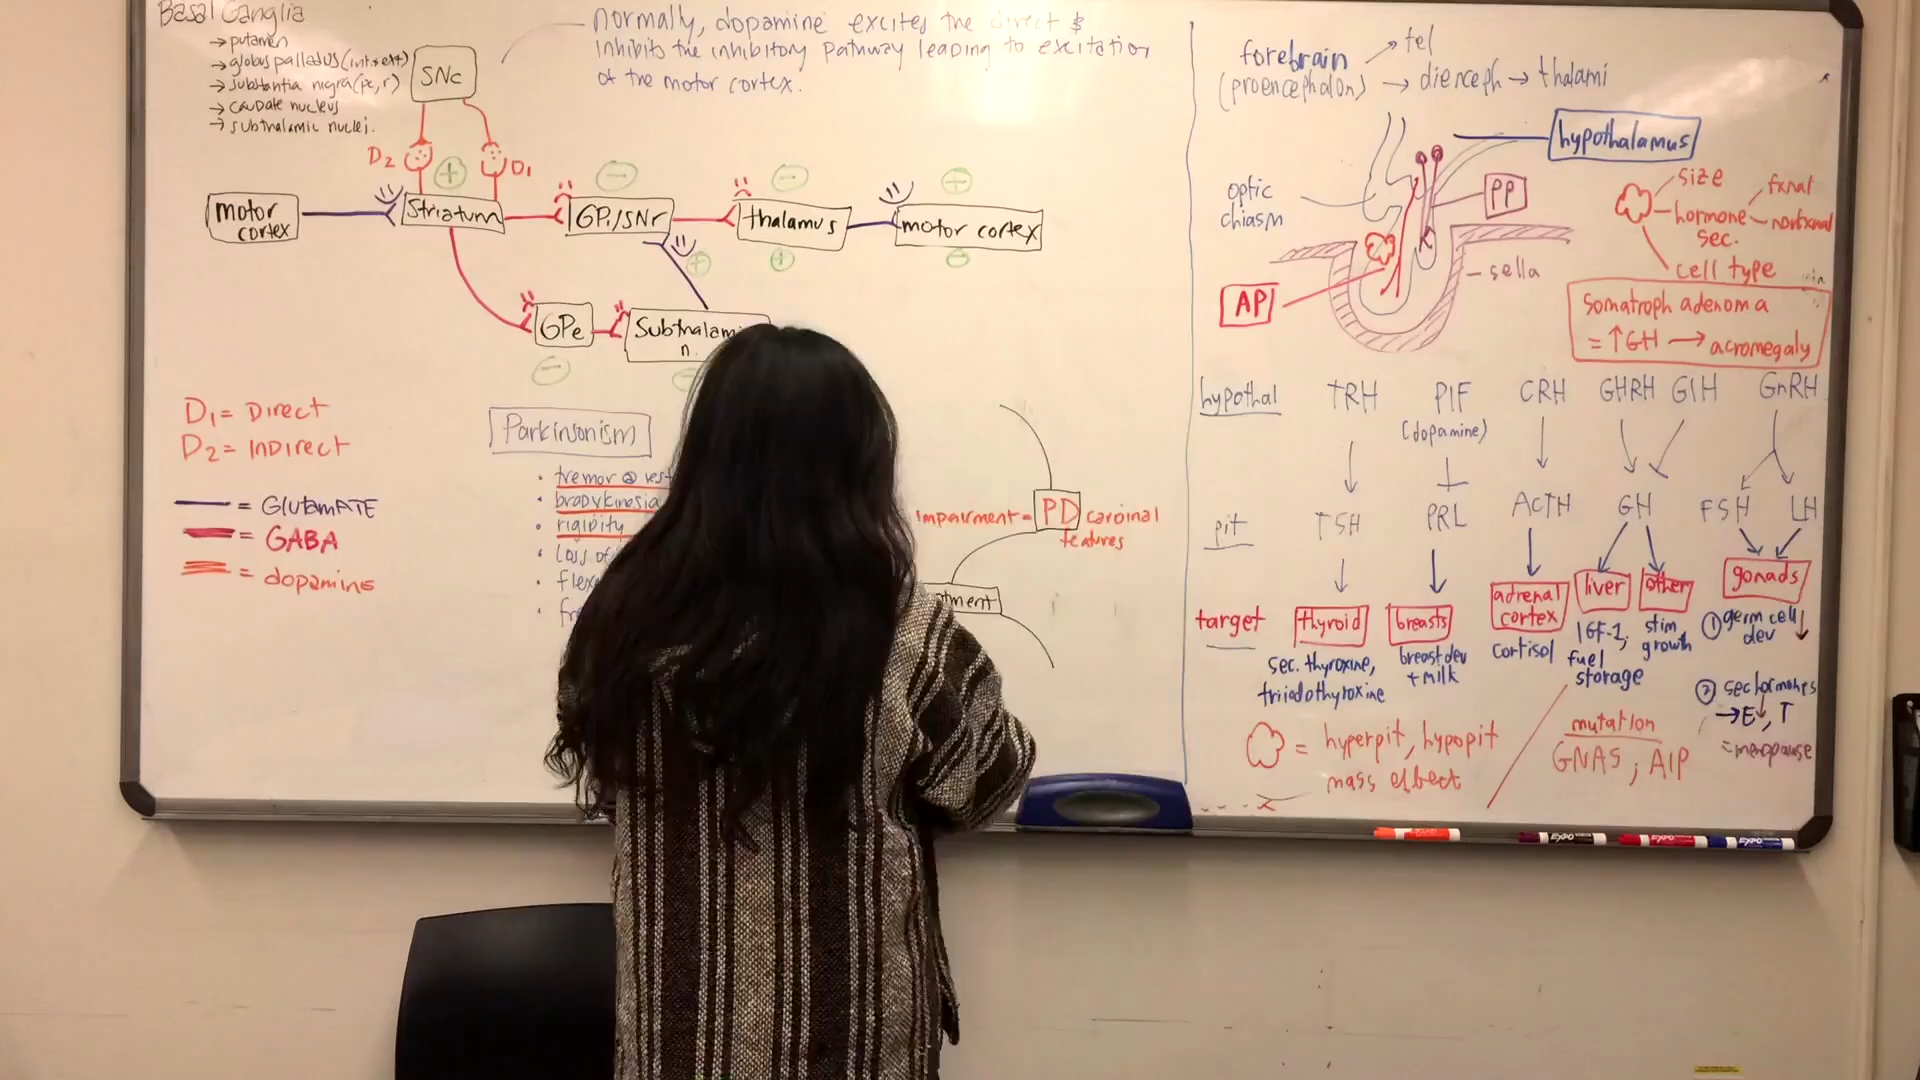 Basal Ganglia
→ putamen
→ globus pallidus (int+ext)
→ substantia nigra (pc, r)
→ caudate nucleus
→ subthalamic nuclei.
SNc
normally, dopamine excites the direct &
inhibits the inhibitory pathway leading to excitation
of the motor cortex.
D2
+
D1
motor
cortex
Striatum
GPi/SNr
thalamus
motor cortex
GPe
Subthalam
n.
D1 = Direct
D2 = Indirect
= GlutamATE
= GABA
= dopamine
Parkinsonism
• tremor @ rest
• bradykinesia
• rigidity
• Loss of
• flex
impairment = PD cardinal
features
tment
forebrain → tel
(proencephalon) → dienceph → thalami
hypothalamus
optic
chiasm
PP
AP
sella
size
hormone
sec.
fxnal
nonfxnal
cell type
somatroph adenoma
= ↑GH → acromegaly
hypothal TRH PIF CRH GHRH GIH GnRH
(dopamine)
pit TSH PRL ACTH GH FSH LH
target thyroid breasts adrenal cortex liver other gonads
sec. thyroxine,
triiodothyroxine
breast dev
+ milk
cortisol
IGF-1,
fuel
storage
stim
growth
① germ cell
dev
② sec hormones
→ E, T
= menopause
= hyperpit, hypopit
mass effect
mutation
GNAS; AIP
EXPO
EXPO
EXPO